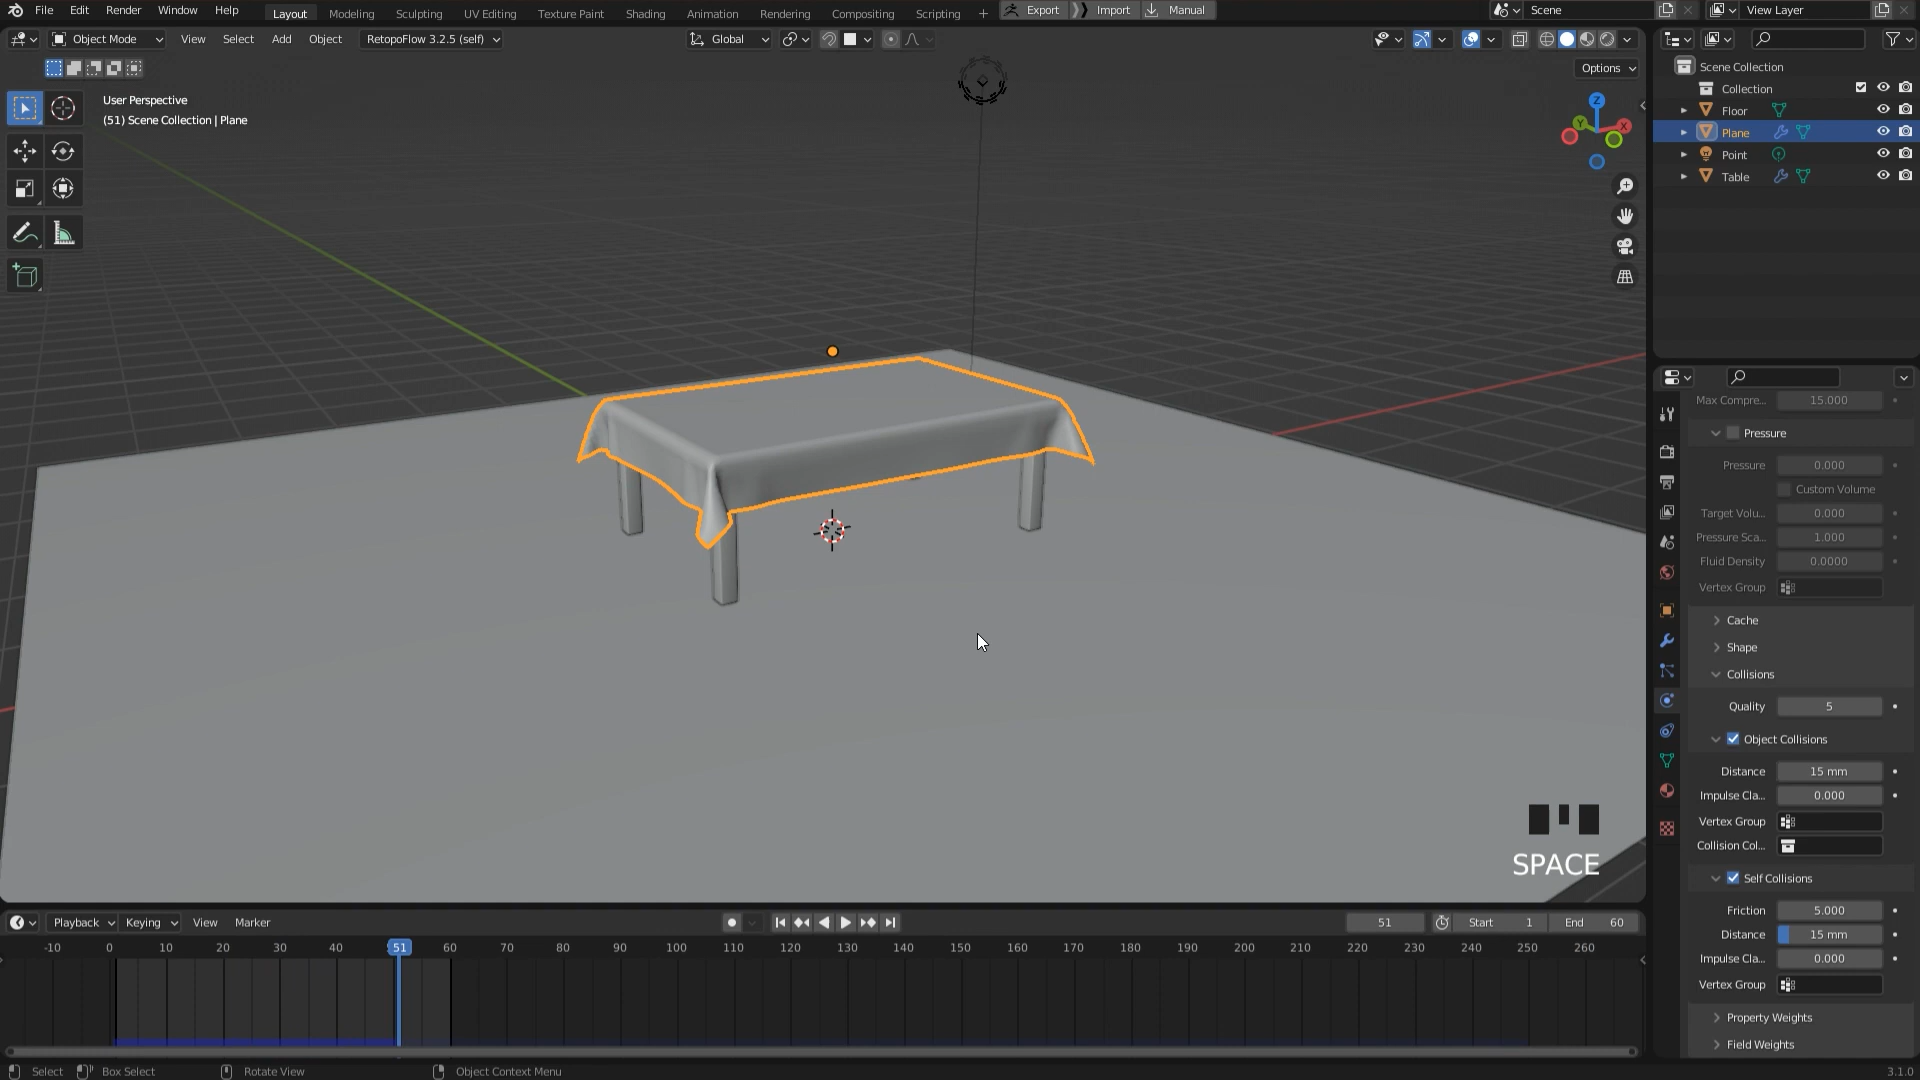 File Edit Render Window Help Layout Modeling Sculpting UV Editing Texture Paint Shading Animation Rendering Compositing Scripting + Export Import Manual Scene View Layer
Object Mode View Select Add Object RetopoFlow 3.2.5 (self) Global
Options
User Perspective
(51) Scene Collection | Plane
Z
Y
X
Scene Collection
Collection
Floor
Plane
Point
Table
Max Compre... 15.000
Pressure
Pressure 0.000
Custom Volume
Target Volu... 0.000
Pressure Sca... 1.000
Fluid Density 0.0000
Vertex Group
Cache
Shape
Collisions
Quality 5
Object Collisions
Distance 15 mm
Impulse Cla... 0.000
Vertex Group
Collision Col...
Self Collisions
Friction 5.000
Distance 15 mm
Impulse Cla... 0.000
Vertex Group
Property Weights
Field Weights
SPACE
Playback Keying View Marker 51 Start 1 End 60
-10 0 10 20 30 40 51 60 70 80 90 100 110 120 130 140 150 160 170 180 190 200 210 220 230 240 250 260
Select Box Select Rotate View Object Context Menu 3.1.0